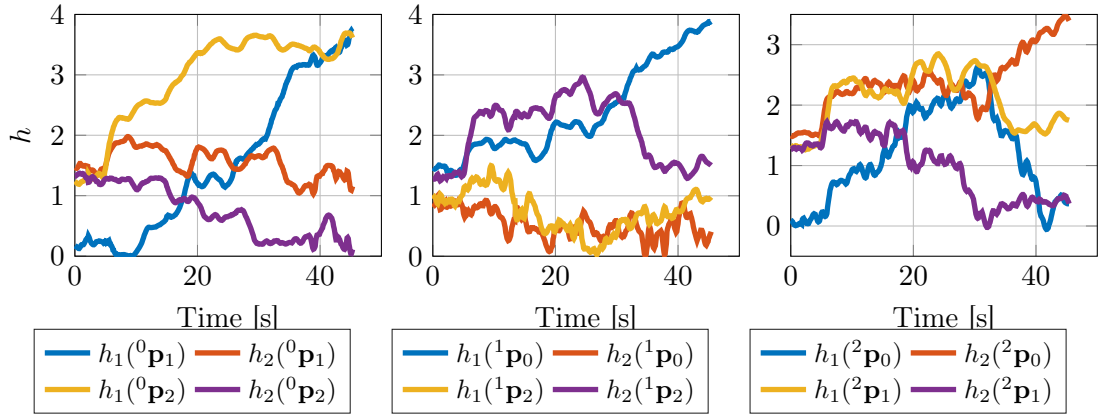 4
3
2
1
0
h
0 20 40
Time [s]
h₁(⁰p₁) h₂(⁰p₁)
h₁(⁰p₂) h₂(⁰p₂)
4
3
2
1
0
0 20 40
Time [s]
h₁(¹p₀) h₂(¹p₀)
h₁(¹p₂) h₂(¹p₂)
3
2
1
0
0 20 40
Time [s]
h₁(²p₀) h₂(²p₀)
h₁(²p₁) h₂(²p₁)